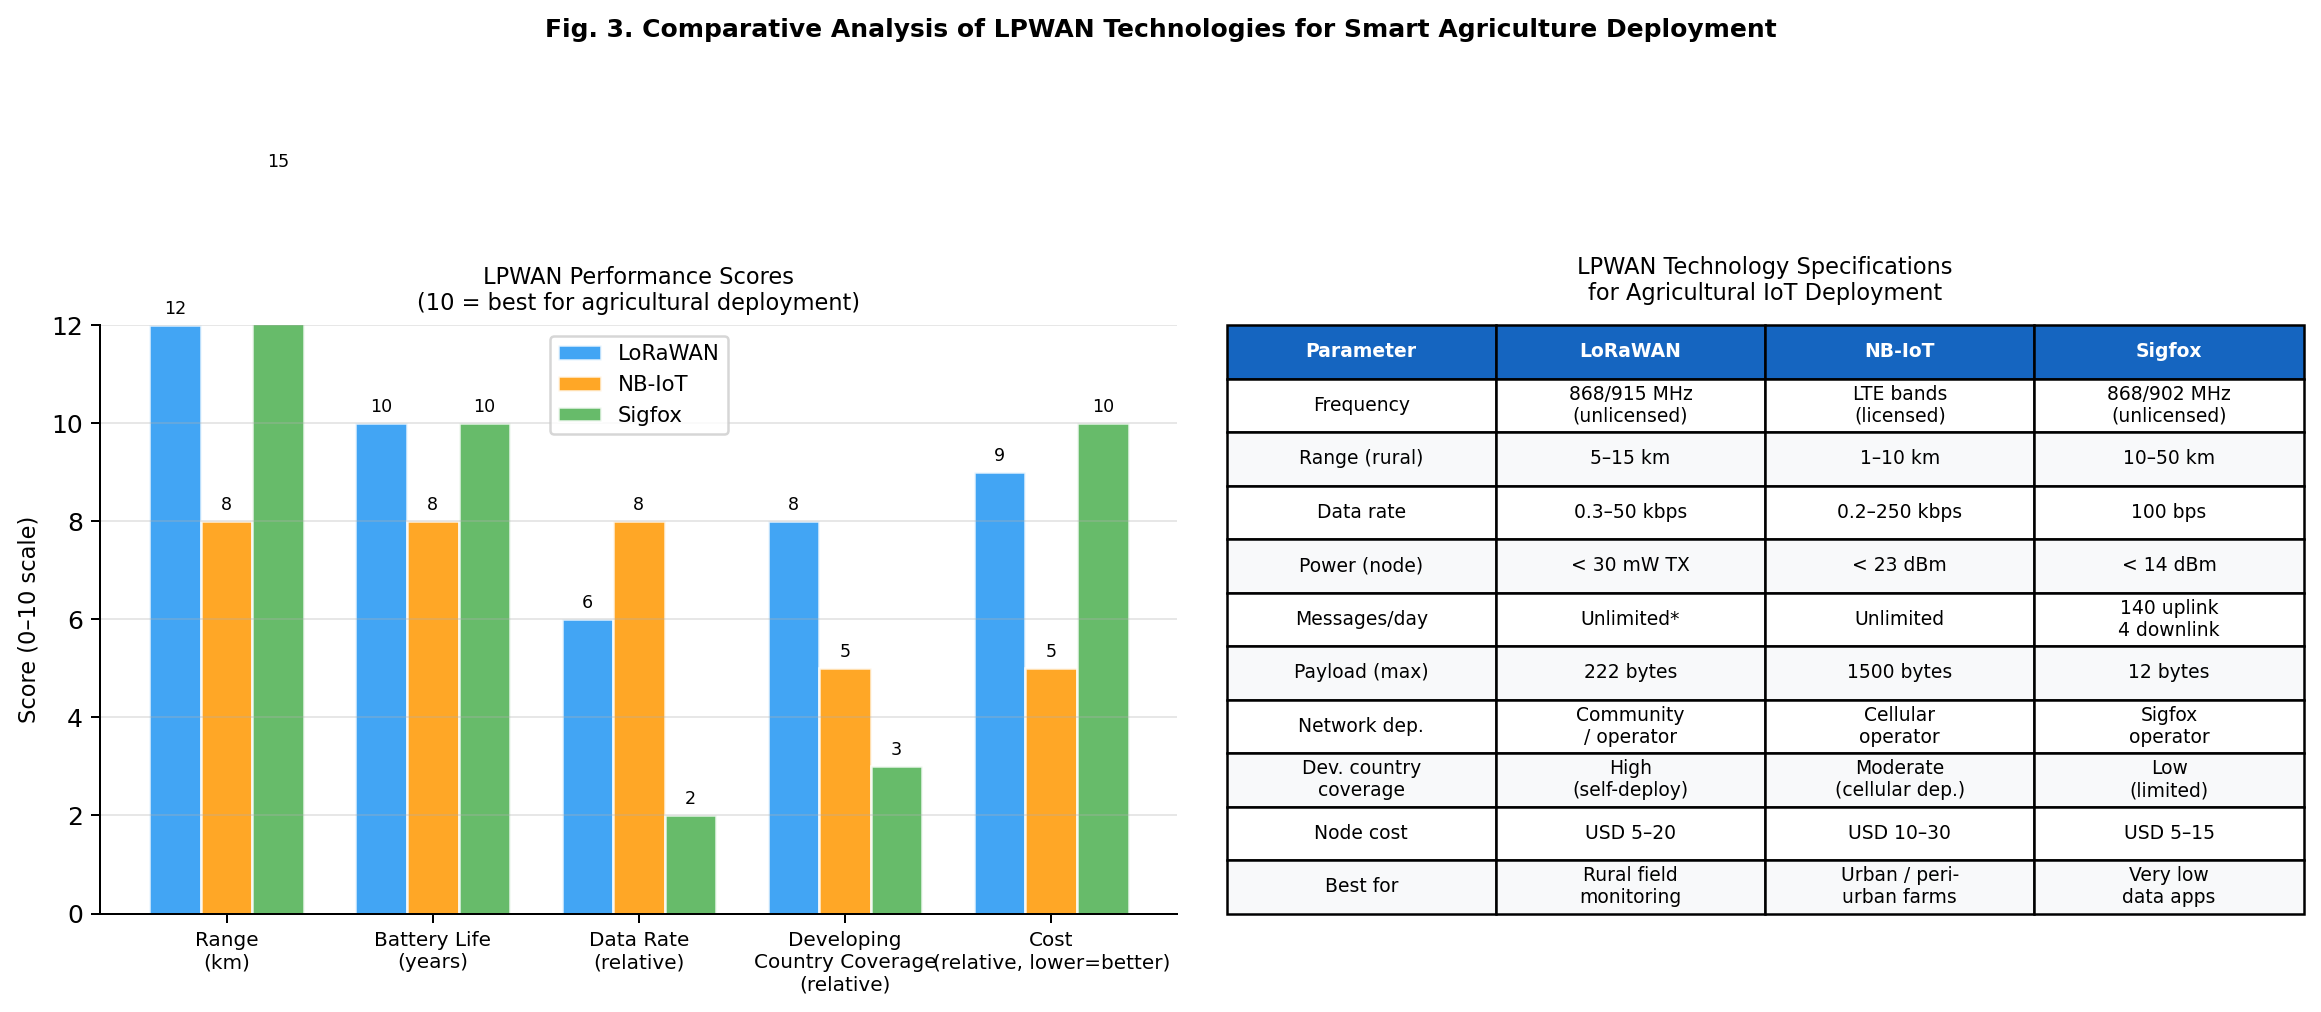 Fig. 3. Comparative Analysis of LPWAN Technologies for Smart Agriculture Deployment
LPWAN Performance Scores
(10 = best for agricultural deployment)
Score (0–10 scale)
12
10
8
6
4
2
0
LoRaWAN
NB-IoT
Sigfox
12
8
15
10
8
10
6
8
2
8
5
3
9
5
10
Range
(km)
Battery Life
(years)
Data Rate
(relative)
Developing
Country Coverage
(relative)
Cost
(relative, lower=better)
LPWAN Technology Specifications
for Agricultural IoT Deployment
Parameter LoRaWAN NB-IoT Sigfox
Frequency 868/915 MHz (unlicensed) LTE bands (licensed) 868/902 MHz (unlicensed)
Range (rural) 5–15 km 1–10 km 10–50 km
Data rate 0.3–50 kbps 0.2–250 kbps 100 bps
Power (node) < 30 mW TX < 23 dBm < 14 dBm
Messages/day Unlimited* Unlimited 140 uplink 4 downlink
Payload (max) 222 bytes 1500 bytes 12 bytes
Network dep. Community / operator Cellular operator Sigfox operator
Dev. country coverage High (self-deploy) Moderate (cellular dep.) Low (limited)
Node cost USD 5–20 USD 10–30 USD 5–15
Best for Rural field monitoring Urban / peri-urban farms Very low data apps